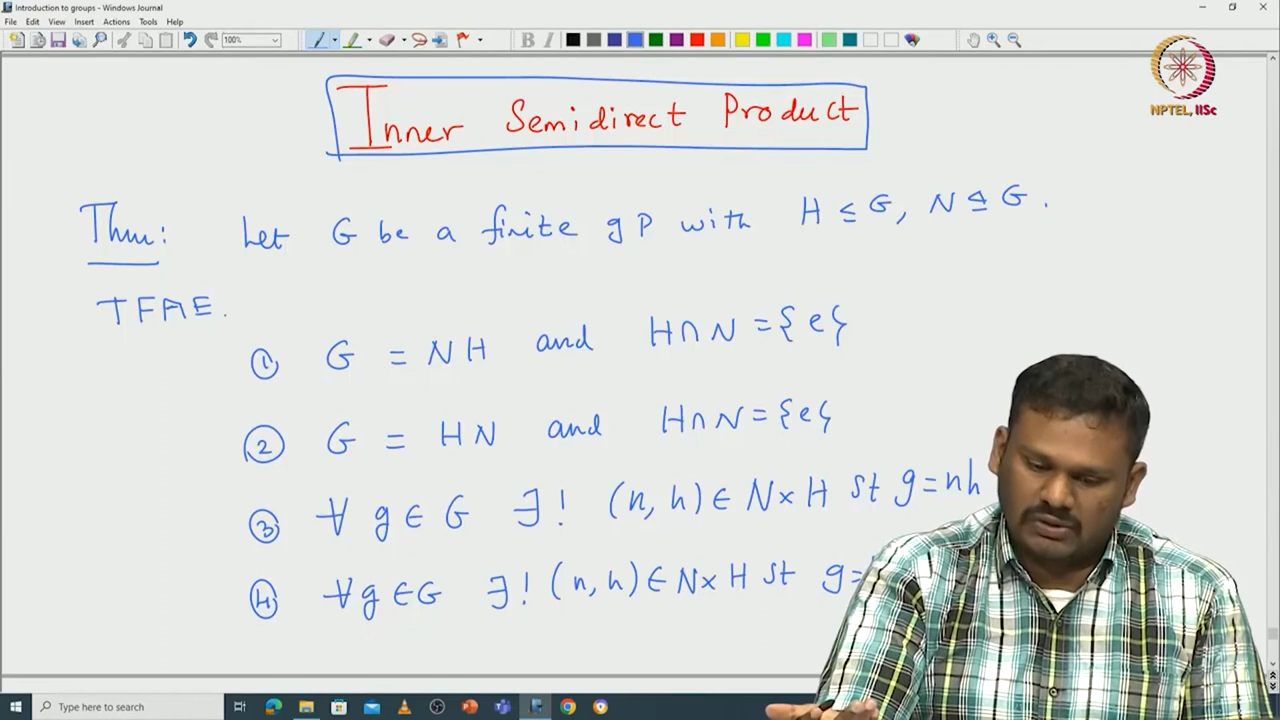 Introduction to groups - Windows Journal
File Edit View Insert Actions Tools Help
100%
B I
NPTEL, IISc
Inner Semidirect Product
Thm: Let G be a finite gp with H ≤ G, N ⊴ G.
TFAE.
① G = NH and H∩N = {e}
② G = HN and H∩N = {e}
③ ∀ g ∈ G ∃! (n, h) ∈ N×H st g = nh
④ ∀g ∈ G ∃! (n, h) ∈ N×H st g =
Type here to search